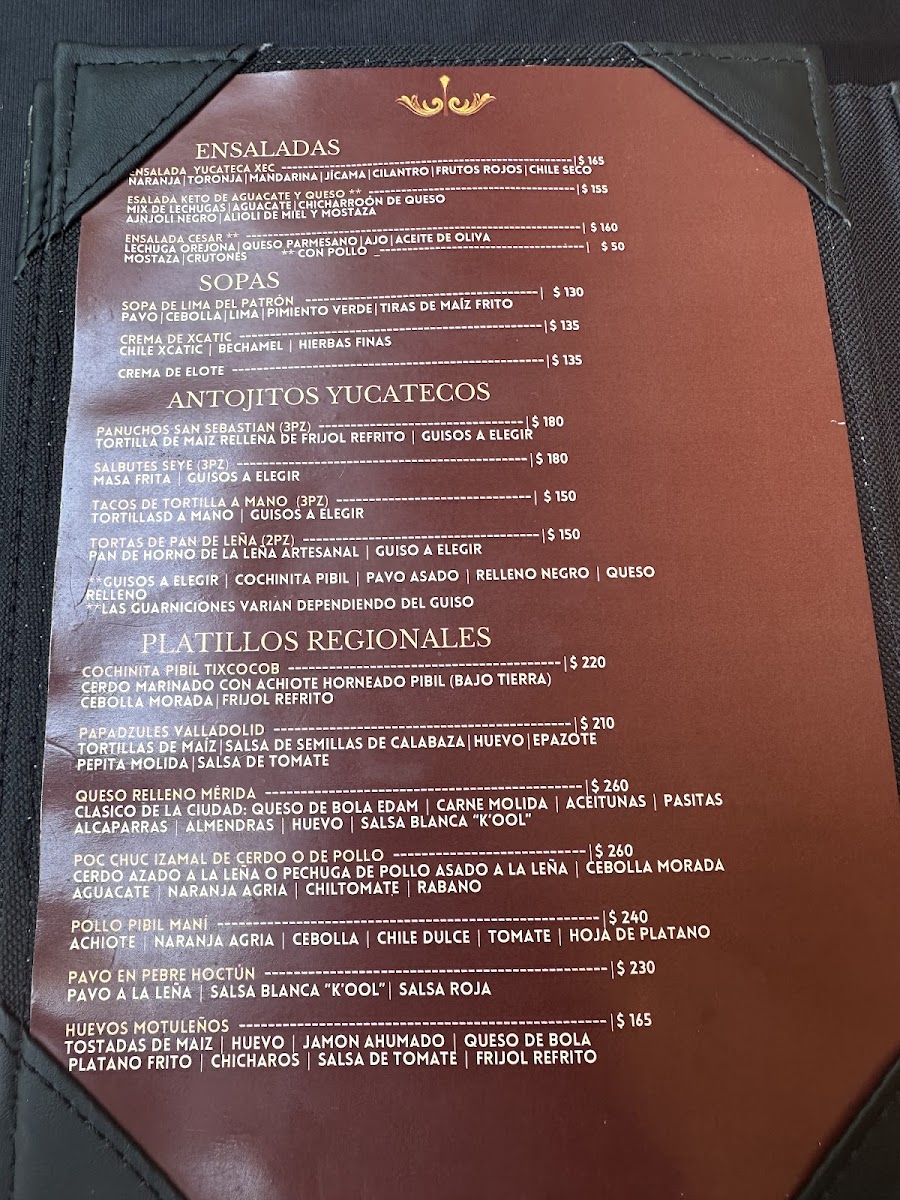 ENSALADAS
ENSALADA YUCATECA XEC ------------------------------------------|$ 165
NARANJA|TORONJA|MANDARINA|JÍCAMA|CILANTRO|FRUTOS ROJOS|CHILE SECO
ESALADA KETO DE AGUACATE Y QUESO ** ------------------------------|$ 155
MIX DE LECHUGAS|AGUACATE|CHICHARROÓN DE QUESO
AJNJOLI NEGRO|ALIOLI DE MIEL Y MOSTAZA
ENSALADA CESAR ** --------------------------------------------------| $ 160
LECHUGA OREJONA|QUESO PARMESANO|AJO|ACEITE DE OLIVA
MOSTAZA|CRUTONES ** CON POLLO _------------------------------| $ 50
SOPAS
SOPA DE LIMA DEL PATRÓN ----------------------------------| $ 130
PAVO|CEBOLLA|LIMA|PIMIENTO VERDE|TIRAS DE MAÍZ FRITO
CREMA DE XCATIC --------------------------------------------|$ 135
CHILE XCATIC | BECHAMEL | HIERBAS FINAS
CREMA DE ELOTE ---------------------------------------------|$ 135
ANTOJITOS YUCATECOS
PANUCHOS SAN SEBASTIAN (3PZ) -----------------------------|$ 180
TORTILLA DE MAIZ RELLENA DE FRIJOL REFRITO | GUISOS A ELEGIR
SALBUTES SEYE (3PZ) -----------------------------------------|$ 180
MASA FRITA | GUISOS A ELEGIR
TACOS DE TORTILLA A MANO (3PZ) ----------------------------| $ 150
TORTILLASD A MANO | GUISOS A ELEGIR
TORTAS DE PAN DE LEÑA (2PZ) ----------------------------------|$ 150
PAN DE HORNO DE LA LEÑA ARTESANAL | GUISO A ELEGIR
**GUISOS A ELEGIR | COCHINITA PIBIL | PAVO ASADO | RELLENO NEGRO | QUESO
RELLENO
**LAS GUARNICIONES VARIAN DEPENDIENDO DEL GUISO
PLATILLOS REGIONALES
COCHINITA PIBÍL TIXCOCOB --------------------------------------|$ 220
CERDO MARINADO CON ACHIOTE HORNEADO PIBIL (BAJO TIERRA)
CEBOLLA MORADA|FRIJOL REFRITO
PAPADZULES VALLADOLID -----------------------------------------|$ 210
TORTILLAS DE MAÍZ|SALSA DE SEMILLAS DE CALABAZA|HUEVO|EPAZOTE
PEPITA MOLIDA|SALSA DE TOMATE
QUESO RELLENO MÉRIDA --------------------------------------------|$ 260
CLASICO DE LA CIUDAD: QUESO DE BOLA EDAM | CARNE MOLIDA | ACEITUNAS | PASITAS
ALCAPARRAS | ALMENDRAS | HUEVO | SALSA BLANCA "K'OOL"
POC CHUC IZAMAL DE CERDO O DE POLLO --------------------------|$ 260
CERDO AZADO A LA LEÑA O PECHUGA DE POLLO ASADO A LA LEÑA | CEBOLLA MORADA
AGUACATE | NARANJA AGRIA | CHILTOMATE | RABANO
POLLO PIBIL MANÍ ----------------------------------------------------|$ 240
ACHIOTE | NARANJA AGRIA | CEBOLLA | CHILE DULCE | TOMATE | HOJA DE PLATANO
PAVO EN PEBRE HOCTÚN -----------------------------------------------|$ 230
PAVO A LA LEÑA | SALSA BLANCA "K'OOL"| SALSA ROJA
HUEVOS MOTULEÑOS --------------------------------------------------|$ 165
TOSTADAS DE MAIZ | HUEVO | JAMON AHUMADO | QUESO DE BOLA
PLATANO FRITO | CHICHAROS | SALSA DE TOMATE | FRIJOL REFRITO